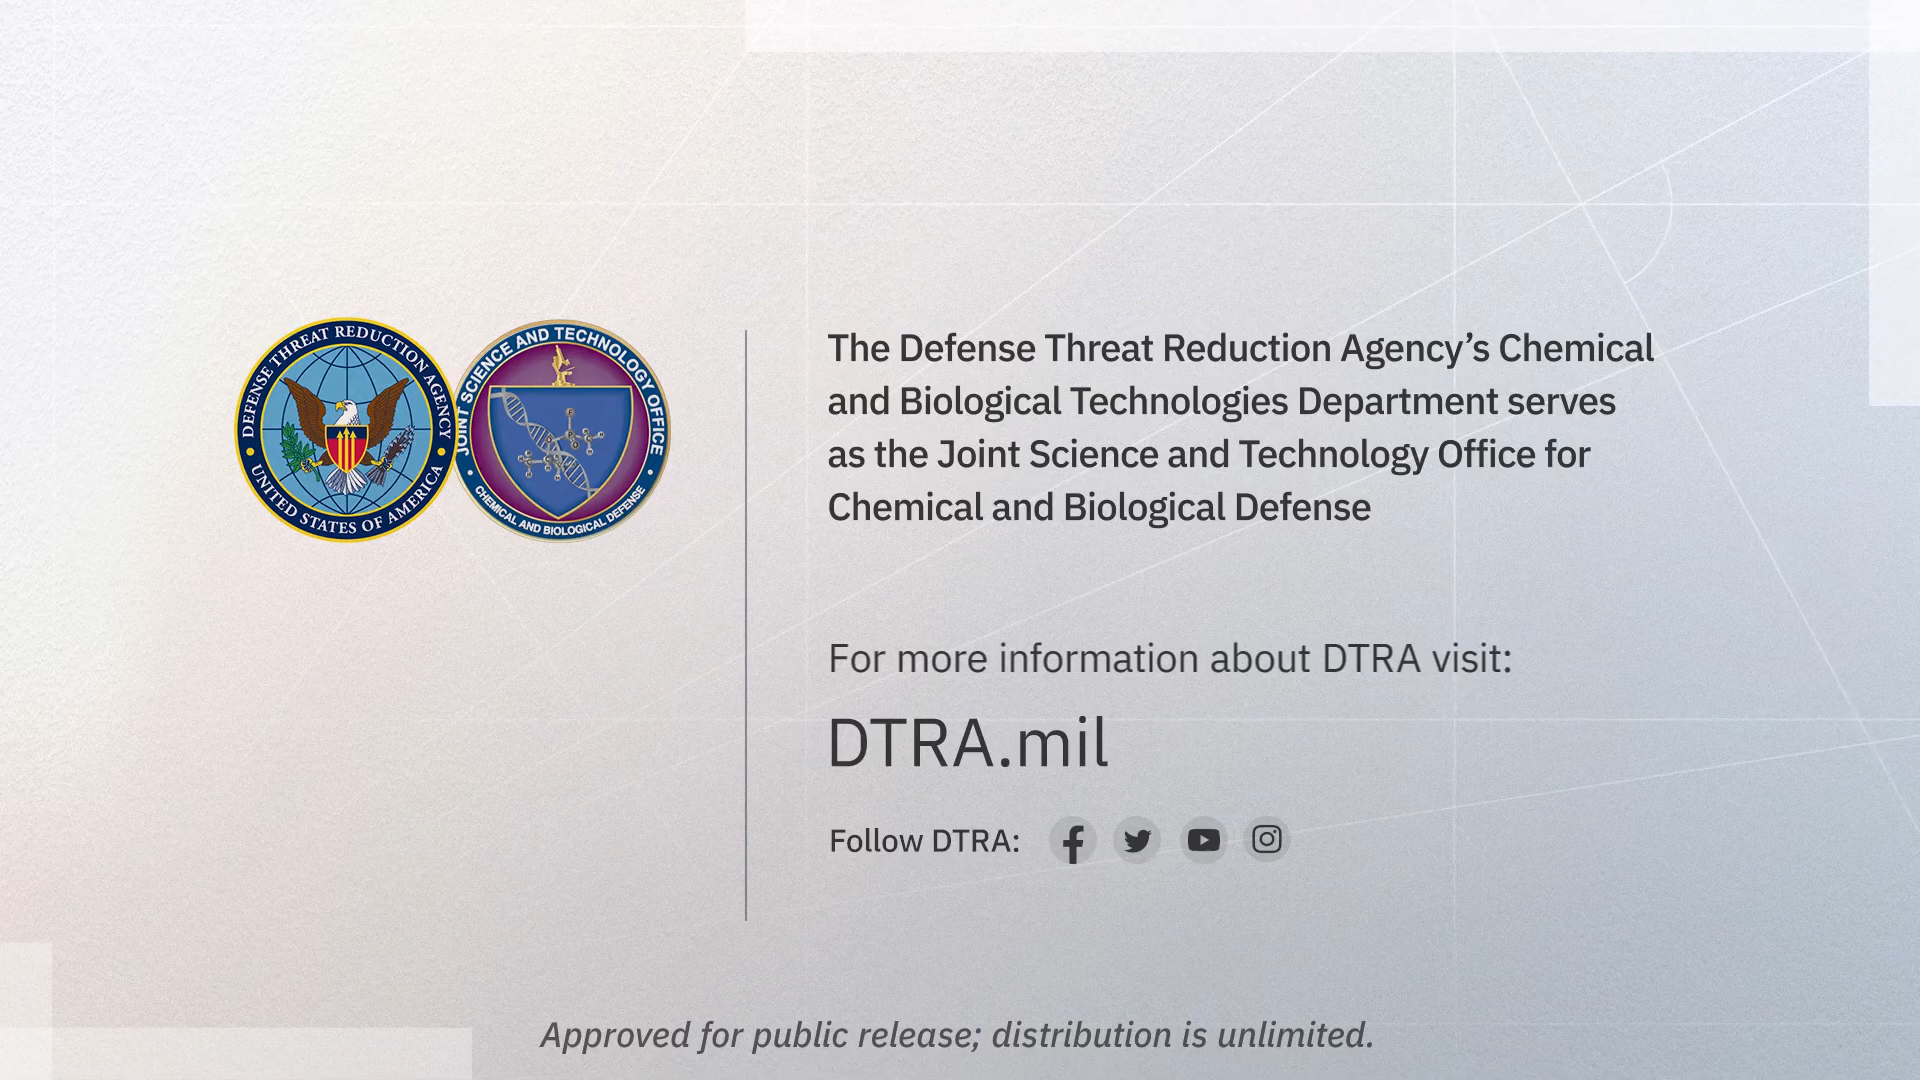 DEFENSE THREAT REDUCTION AGENCY
UNITED STATES OF AMERICA
JOINT SCIENCE AND TECHNOLOGY OFFICE
CHEMICAL AND BIOLOGICAL DEFENSE
The Defense Threat Reduction Agency’s Chemical
and Biological Technologies Department serves
as the Joint Science and Technology Office for
Chemical and Biological Defense
For more information about DTRA visit:
DTRA.mil
Follow DTRA:
Approved for public release; distribution is unlimited.